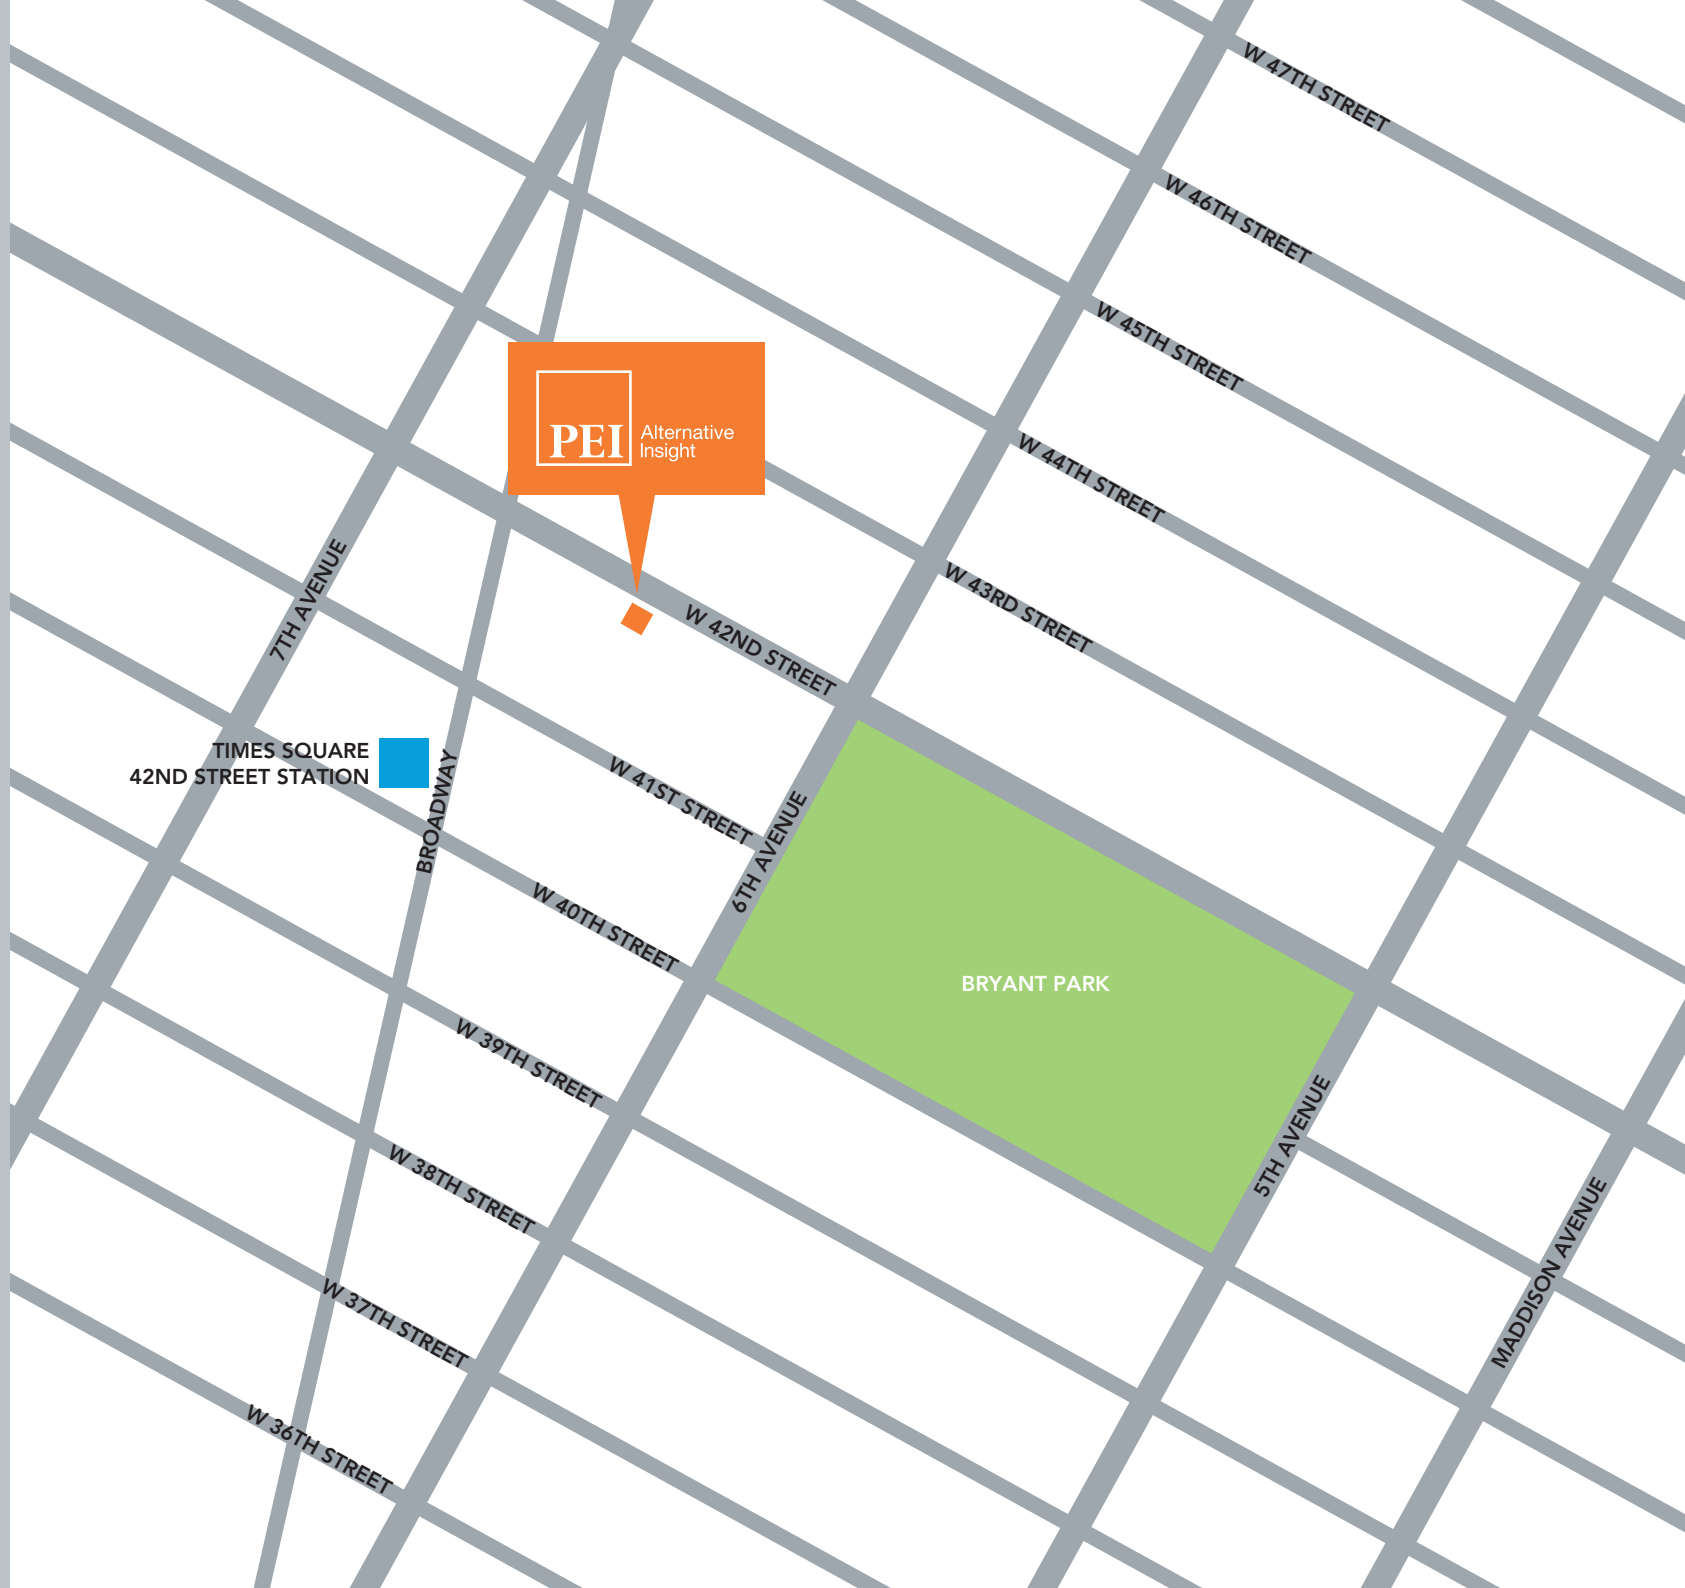 W 47TH STREET
W 46TH STREET
W 45TH STREET
W 44TH STREET
W 43RD STREET
PEI Alternative
Insight
W 42ND STREET
7TH AVENUE
TIMES SQUARE
42ND STREET STATION
BROADWAY
W 41ST STREET
6TH AVENUE
W 40TH STREET
BRYANT PARK
W 39TH STREET
5TH AVENUE
W 38TH STREET
MADDISON AVENUE
W 37TH STREET
W 36TH STREET